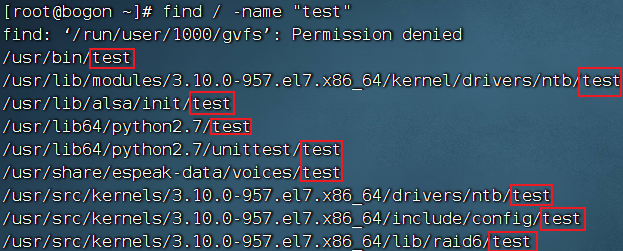 [root@bogon ~]# find / -name "test"
find: ‘/run/user/1000/gvfs’: Permission denied
/usr/bin/test
/usr/lib/modules/3.10.0-957.el7.x86_64/kernel/drivers/ntb/test
/usr/lib/alsa/init/test
/usr/lib64/python2.7/test
/usr/lib64/python2.7/unittest/test
/usr/share/espeak-data/voices/test
/usr/src/kernels/3.10.0-957.el7.x86_64/drivers/ntb/test
/usr/src/kernels/3.10.0-957.el7.x86_64/include/config/test
/usr/src/kernels/3.10.0-957.el7.x86_64/lib/raid6/test